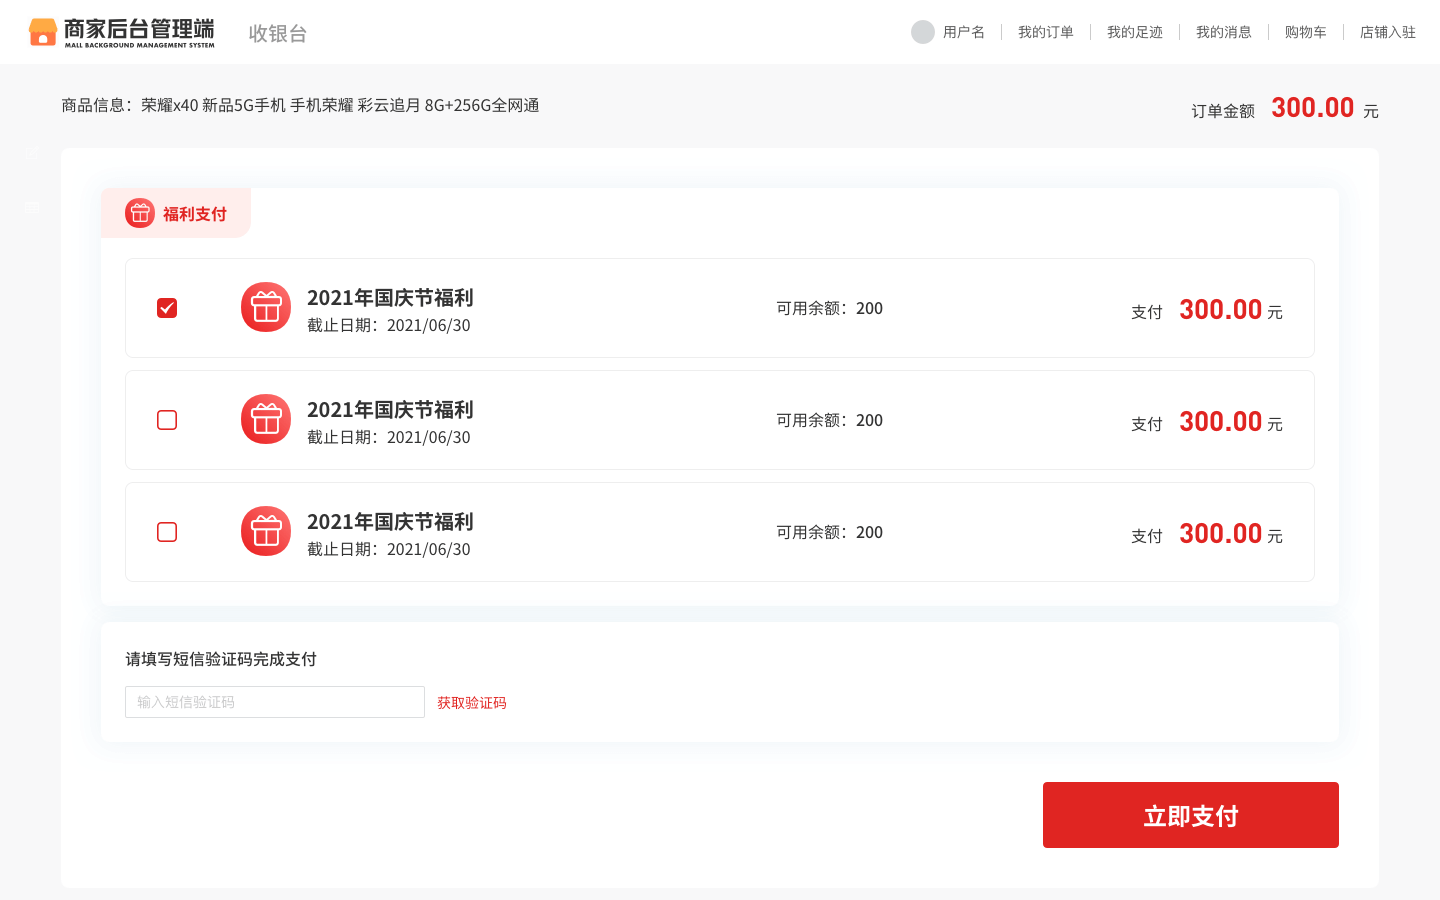 商家后台管理端
MALL BACKGROUND MANAGEMENT SYSTEM
收银台
用户名
我的订单
我的足迹
我的消息
购物车
店铺入驻
商品信息：荣耀x40 新品5G手机 手机荣耀 彩云追月 8G+256G全网通
订单金额 300.00 元
福利支付
2021年国庆节福利
截止日期：2021/06/30
可用余额：200
支付 300.00 元
2021年国庆节福利
截止日期：2021/06/30
可用余额：200
支付 300.00 元
2021年国庆节福利
截止日期：2021/06/30
可用余额：200
支付 300.00 元
请填写短信验证码完成支付
输入短信验证码
获取验证码
立即支付